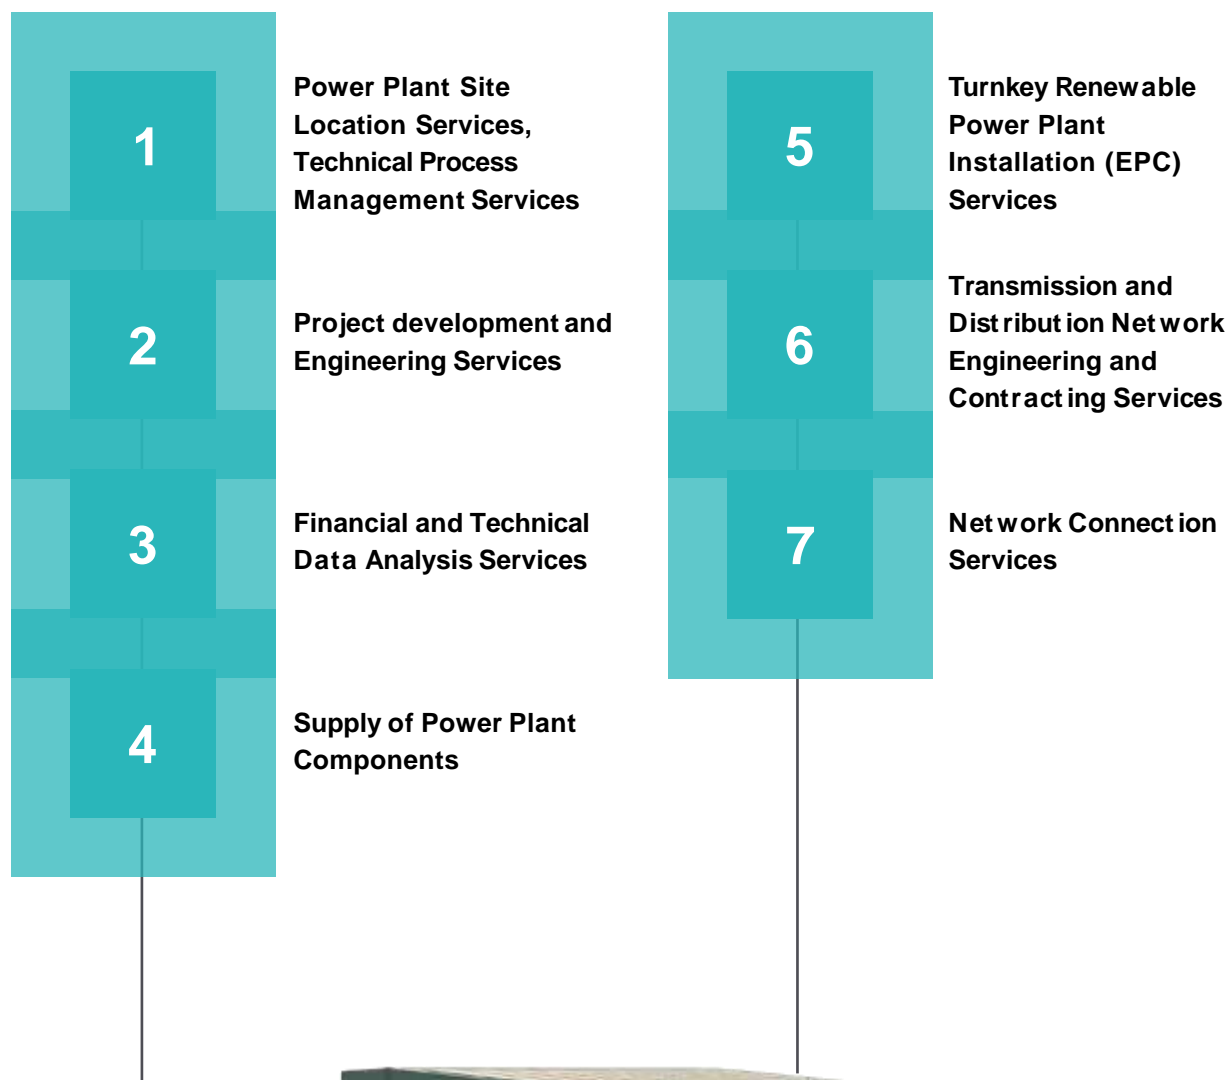 1
Power Plant Site
Location Services,
Technical Process
Management Services
2
Project development and
Engineering Services
3
Financial and Technical
Data Analysis Services
4
Supply of Power Plant
Components
5
Turnkey Renewable
Power Plant
Installation (EPC)
Services
6
Transmission and
Distribution Network
Engineering and
Contracting Services
7
Network Connection
Services